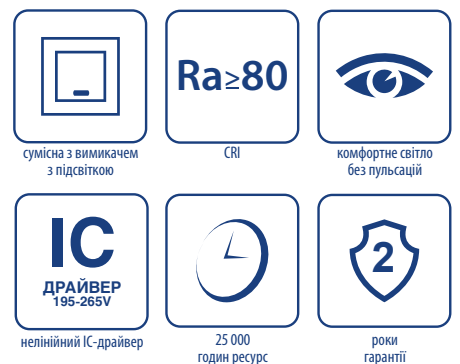 Ra≥80
сумісна з вимикачем
з підсвіткою
CRI
комфортне світло
без пульсацій
IC
ДРАЙВЕР
195-265V
2
нелінійний IC-драйвер
25 000
годин ресурс
роки
гарантії